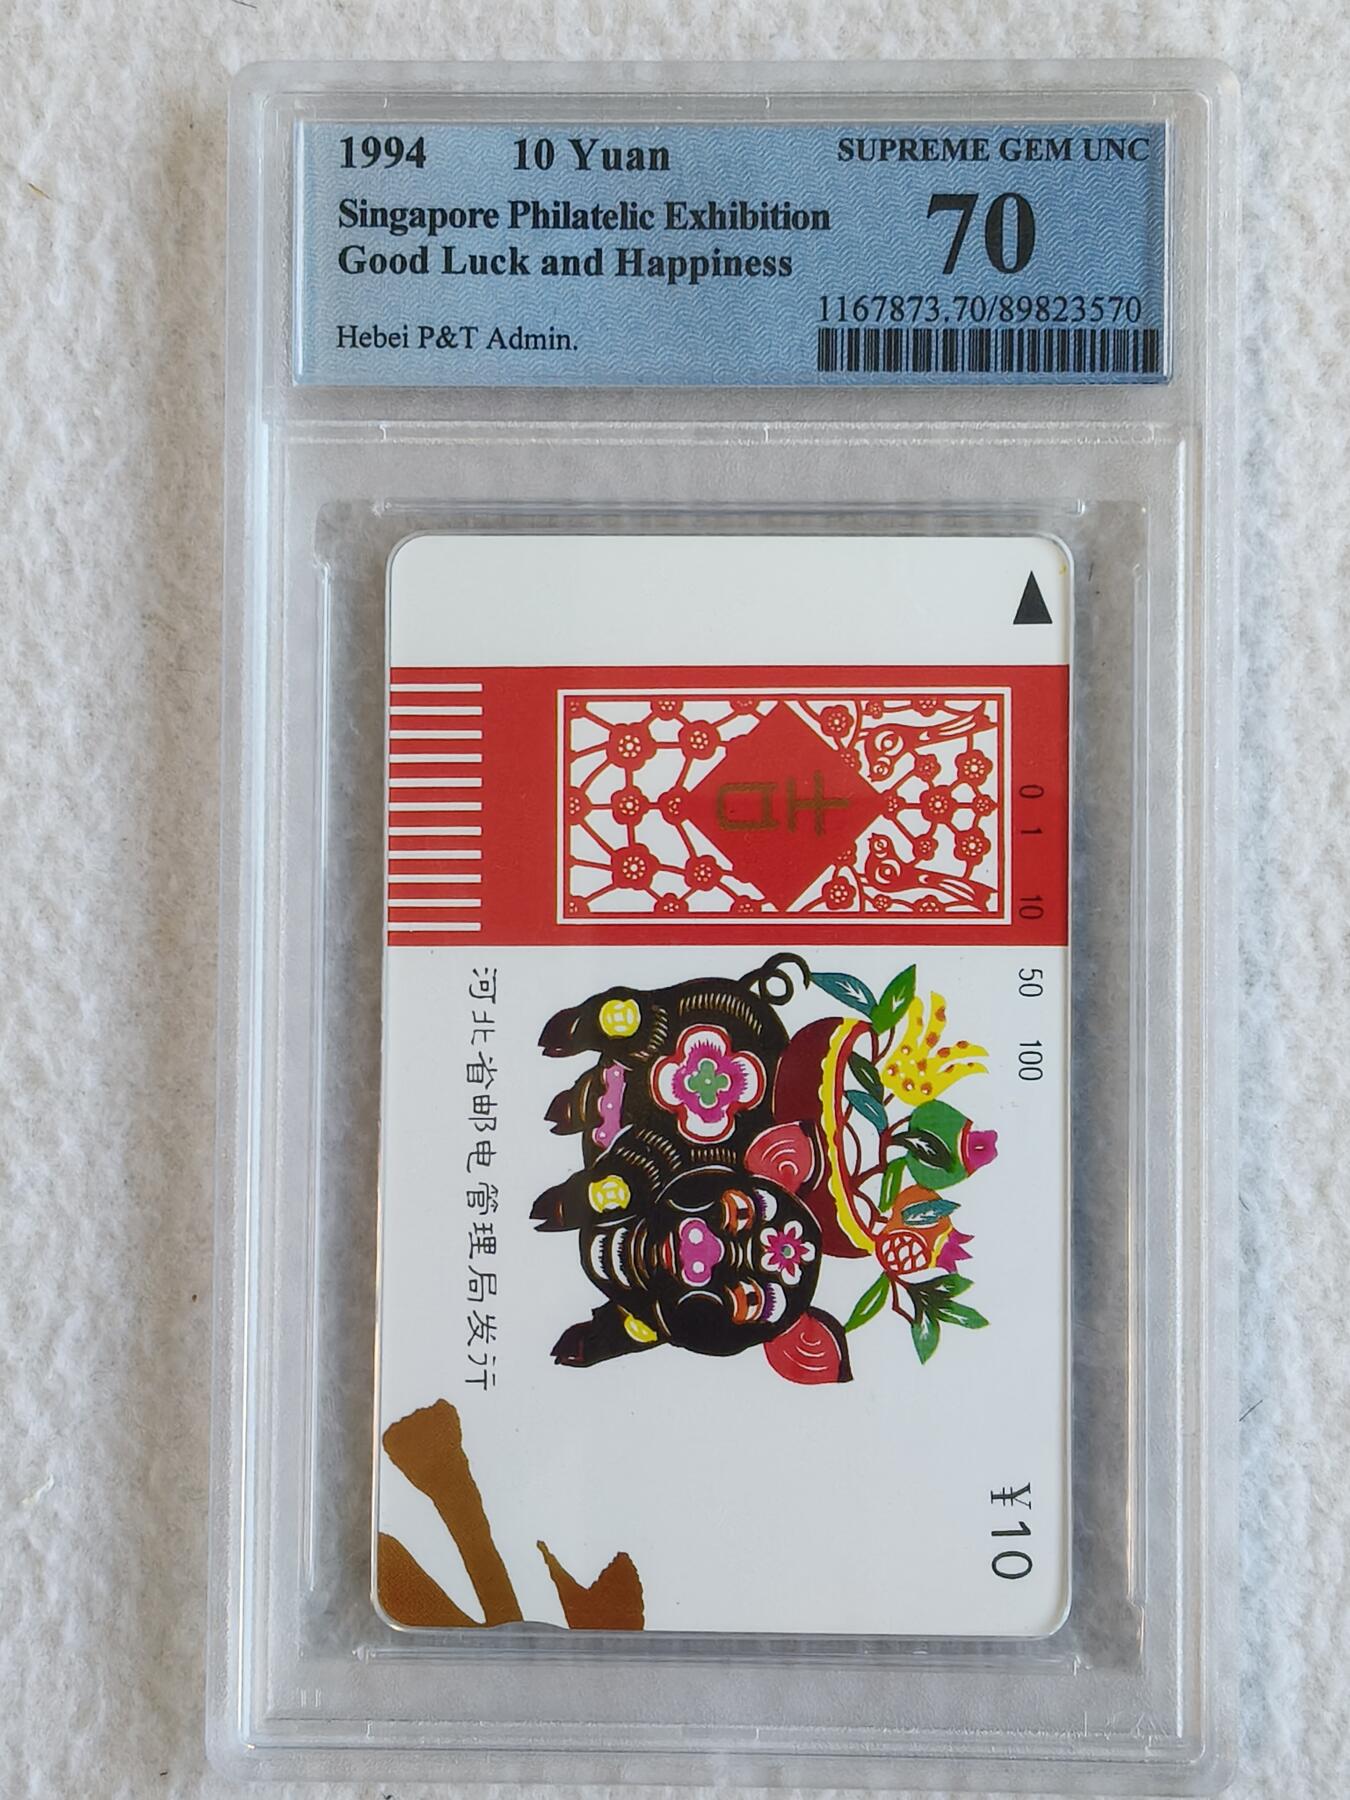 1994 10 Yuan SUPREME GEM UNC
Singapore Philatelic Exhibition 70
Good Luck and Happiness
1167873.70/89823570
Hebei P&T Admin.
吉
0 1 10 50 100
河北省邮电管理局发行
¥10